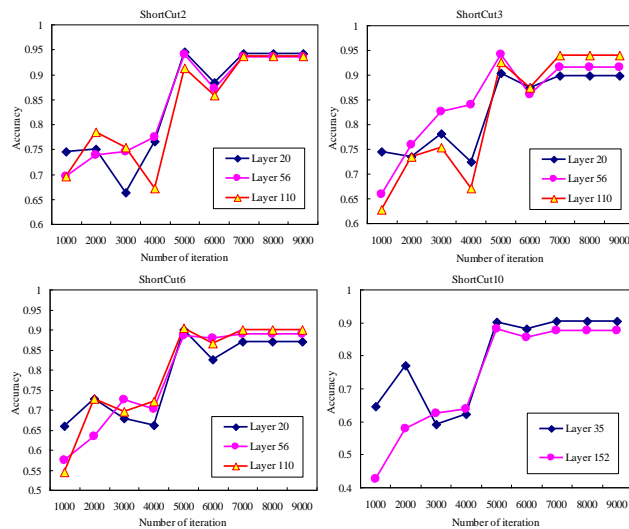 ShortCut2
0.95
0.9
0.85
0.8
0.75
0.7
0.65
0.6
Accuracy
Layer 20
Layer 56
Layer 110
1000 2000 3000 4000 5000 6000 7000 8000 9000
Number of iteration
ShortCut3
0.95
0.9
0.85
0.8
0.75
0.7
0.65
0.6
Accuracy
Layer 20
Layer 56
Layer 110
1000 2000 3000 4000 5000 6000 7000 8000 9000
Number of iteration
ShortCut6
1
0.95
0.9
0.85
0.8
0.75
0.7
0.65
0.6
0.55
0.5
Accuracy
Layer 20
Layer 56
Layer 110
1000 2000 3000 4000 5000 6000 7000 8000 9000
Number of iteration
ShortCut10
1
0.9
0.8
0.7
0.6
0.5
0.4
Accuracy
Layer 35
Layer 152
1000 2000 3000 4000 5000 6000 7000 8000 9000
Number of iteration